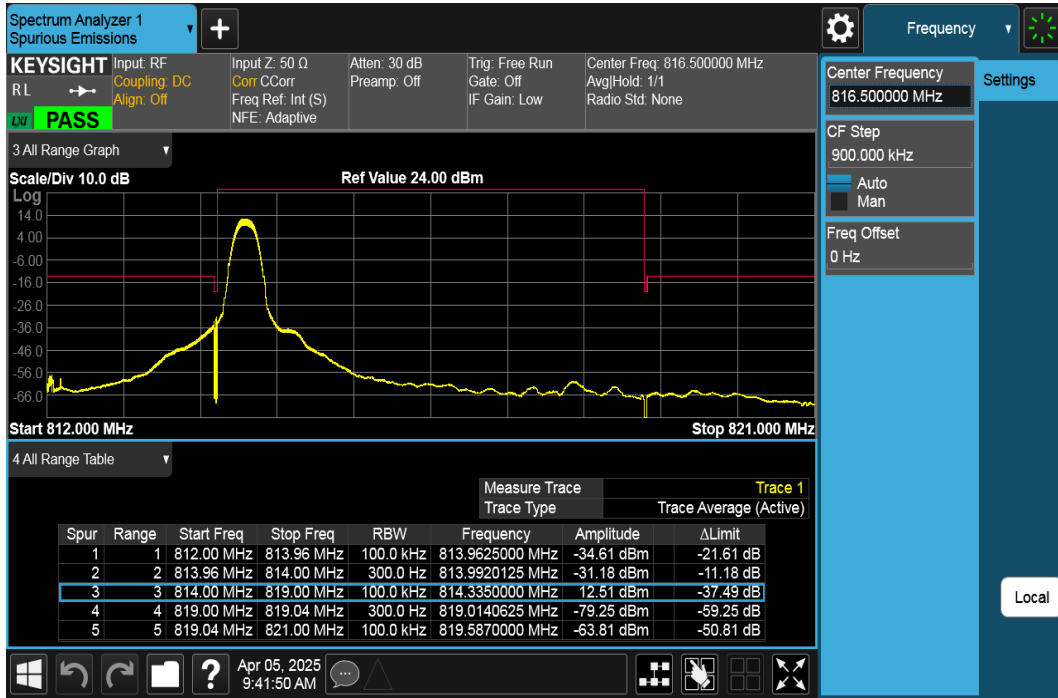 Spectrum Analyzer 1
Spurious Emissions
Frequency
KEYSIGHT
RL
LXI PASS
Input: RF
Coupling: DC
Align: Off
Input Z: 50 Ω
Corr CCorr
Freq Ref: Int (S)
NFE: Adaptive
Atten: 30 dB
Preamp: Off
Trig: Free Run
Gate: Off
IF Gain: Low
Center Freq: 816.500000 MHz
Avg|Hold: 1/1
Radio Std: None
Center Frequency
816.500000 MHz
Settings
CF Step
900.000 kHz
Auto
Man
Freq Offset
0 Hz
3 All Range Graph
Scale/Div 10.0 dB Ref Value 24.00 dBm
Log
14.0
4.00
-6.00
-16.0
-26.0
-36.0
-46.0
-56.0
-66.0
Start 812.000 MHz Stop 821.000 MHz
4 All Range Table
Measure Trace Trace 1
Trace Type Trace Average (Active)
Spur Range Start Freq Stop Freq RBW Frequency Amplitude ΔLimit
1 1 812.00 MHz 813.96 MHz 100.0 kHz 813.9625000 MHz -34.61 dBm -21.61 dB
2 2 813.96 MHz 814.00 MHz 300.0 Hz 813.9920125 MHz -31.18 dBm -11.18 dB
3 3 814.00 MHz 819.00 MHz 100.0 kHz 814.3350000 MHz 12.51 dBm -37.49 dB
4 4 819.00 MHz 819.04 MHz 300.0 Hz 819.0140625 MHz -79.25 dBm -59.25 dB
5 5 819.04 MHz 821.00 MHz 100.0 kHz 819.5870000 MHz -63.81 dBm -50.81 dB
Local
?
Apr 05, 2025
9:41:50 AM